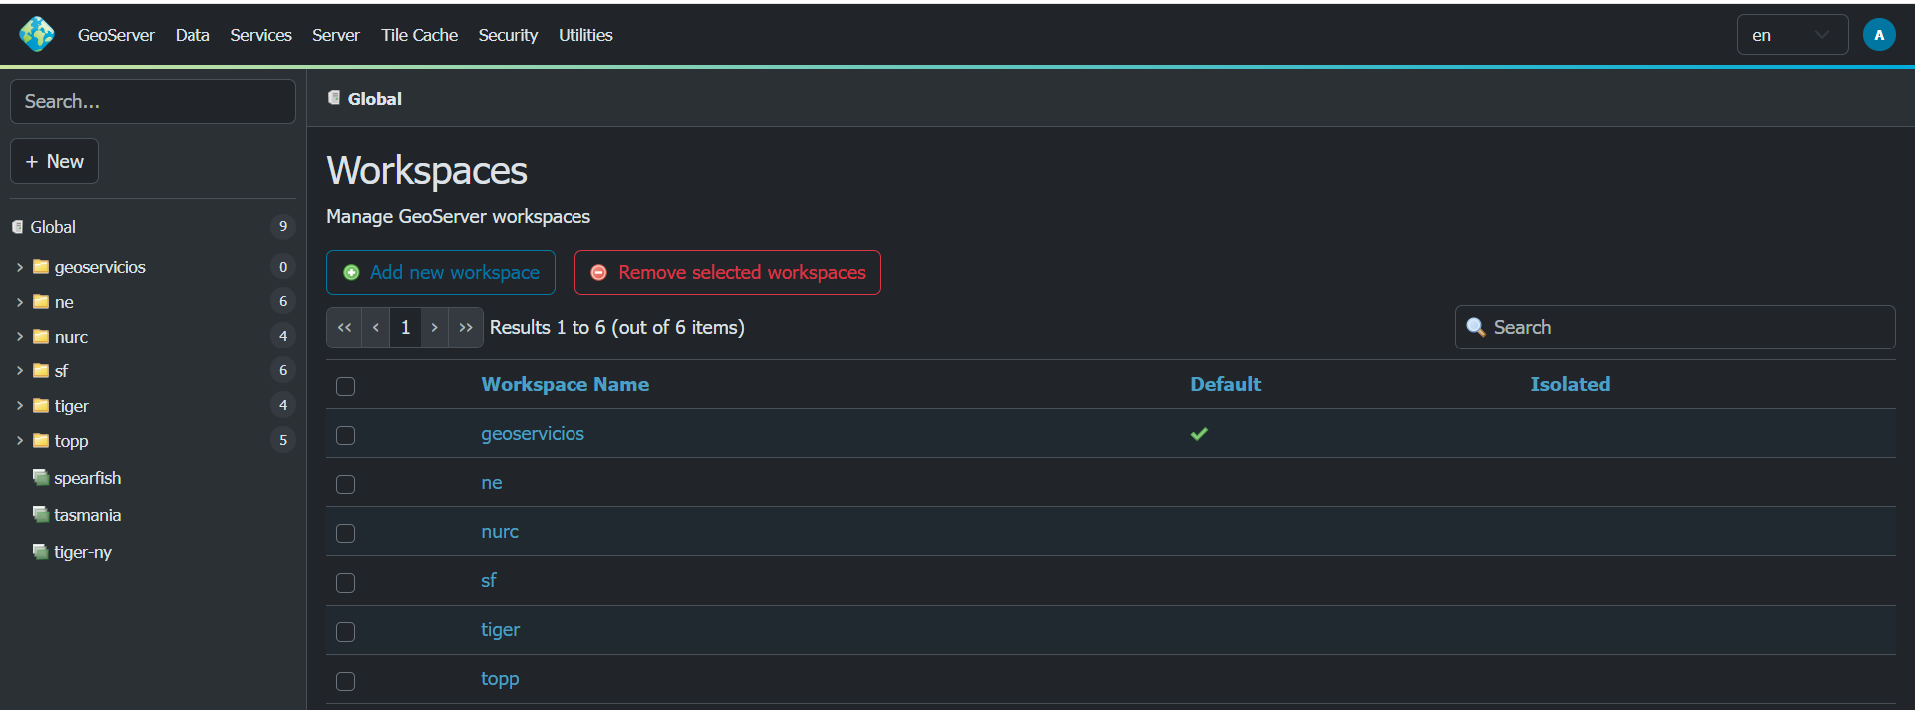 GeoServer Data Services Server Tile Cache Security Utilities en A
Search...
+ New
Global 9
geoservicios 0
ne 6
nurc 4
sf 6
tiger 4
topp 5
spearfish
tasmania
tiger-ny
Global
Workspaces
Manage GeoServer workspaces
Add new workspace Remove selected workspaces
<< < 1 > >> Results 1 to 6 (out of 6 items) Search
Workspace Name Default Isolated
geoservicios
ne
nurc
sf
tiger
topp